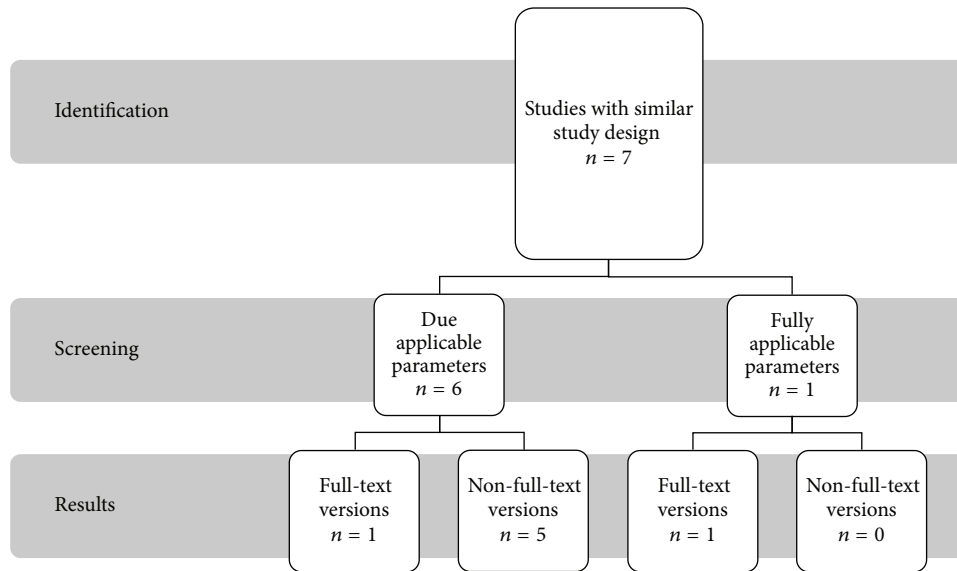 Identification
Studies with similar
study design
n = 7
Screening
Due
applicable
parameters
n = 6
Fully
applicable
parameters
n = 1
Results
Full-text
versions
n = 1
Non-full-text
versions
n = 5
Full-text
versions
n = 1
Non-full-text
versions
n = 0